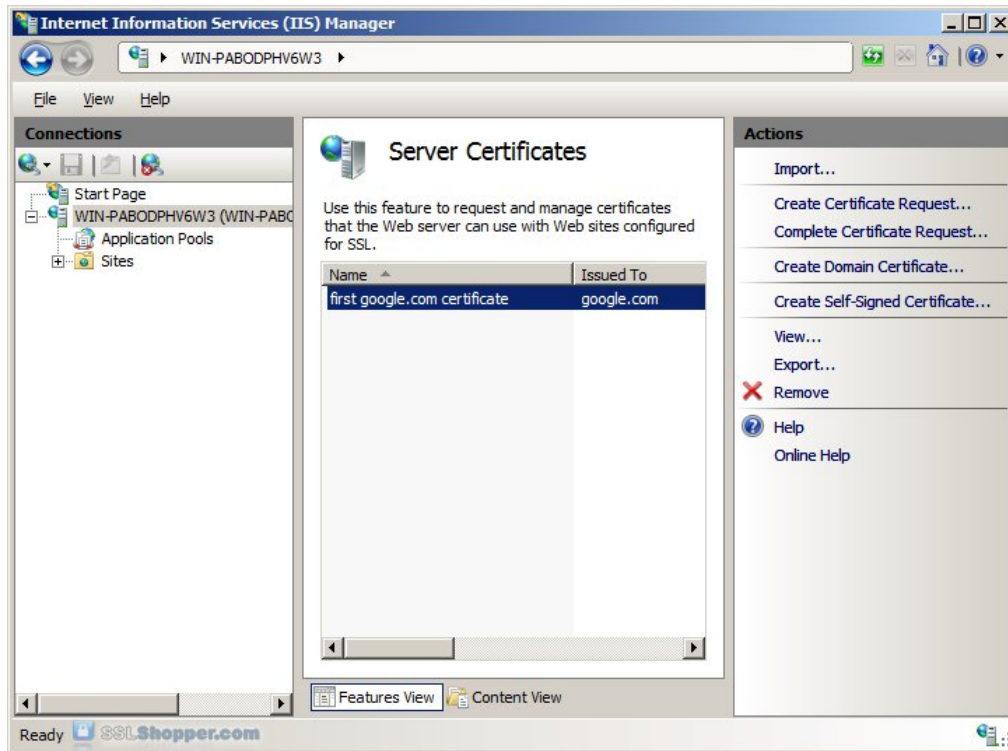 Internet Information Services (IIS) Manager
WIN-PABODPHV6W3
File View Help
Connections
Start Page
WIN-PABODPHV6W3 (WIN-PABO
Application Pools
Sites
Server Certificates
Use this feature to request and manage certificates
that the Web server can use with Web sites configured
for SSL.
Name Issued To
first google.com certificate google.com
Features View Content View
Actions
Import...
Create Certificate Request...
Complete Certificate Request...
Create Domain Certificate...
Create Self-Signed Certificate...
View...
Export...
Remove
Help
Online Help
Ready SSLShopper.com